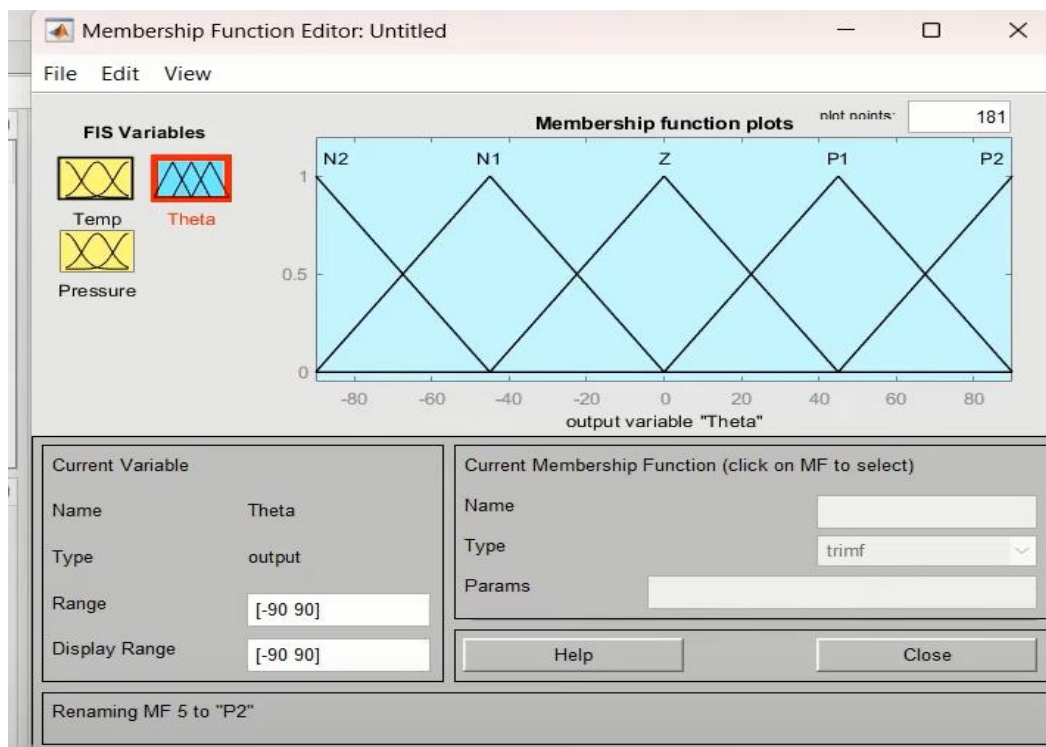 Membership Function Editor: Untitled
File Edit View
FIS Variables
Temp Theta
Pressure
Membership function plots
plot points:
181
N2 N1 Z P1 P2
1
0.5
0
-80 -60 -40 -20 0 20 40 60 80
output variable "Theta"
Current Variable
Name Theta
Type output
Range [-90 90]
Display Range [-90 90]
Current Membership Function (click on MF to select)
Name
Type trimf
Params
Help Close
Renaming MF 5 to "P2"